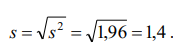 s = √s² = √1,96 = 1,4 .